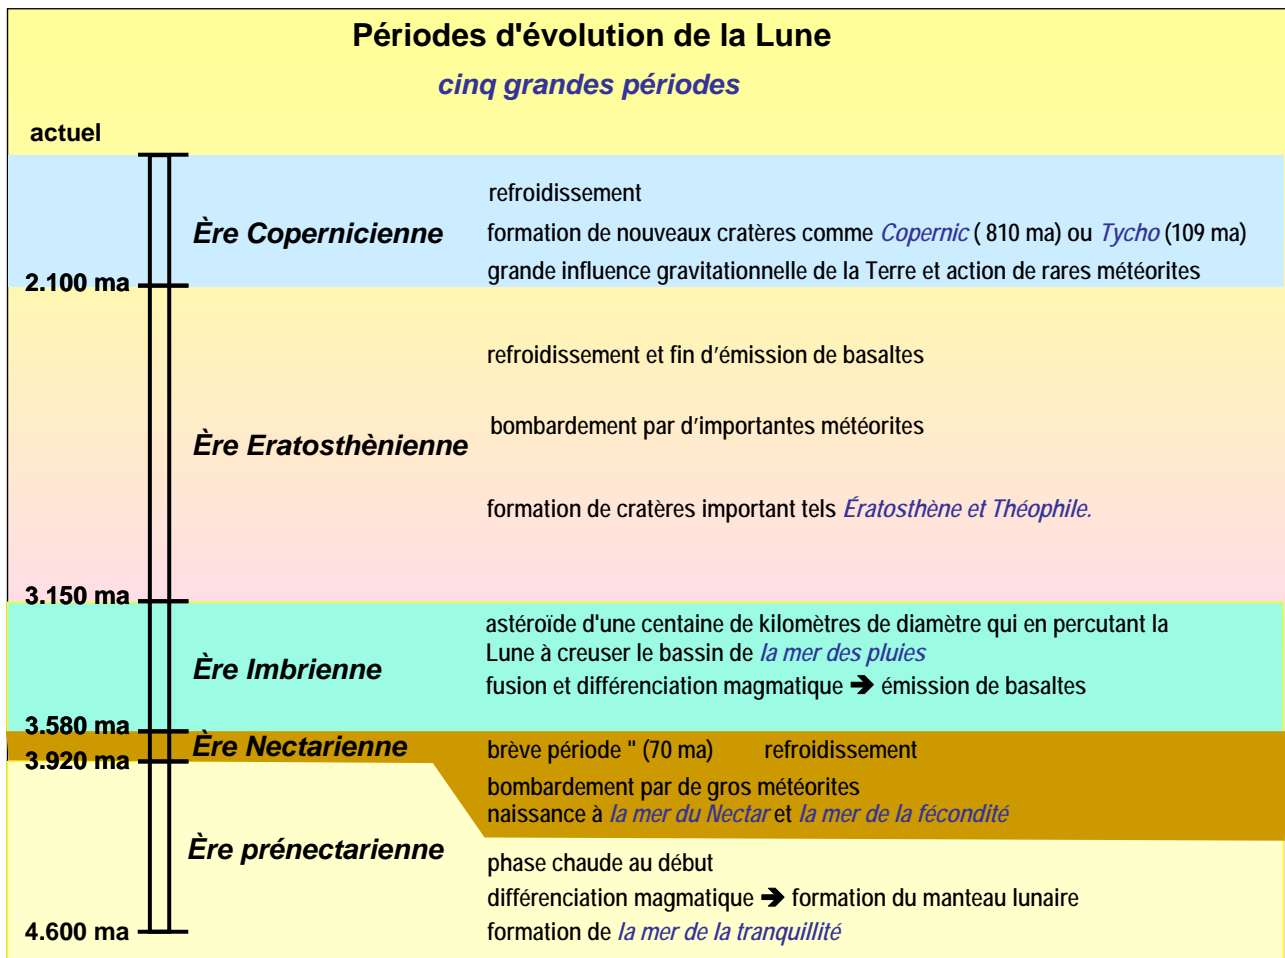 Périodes d'évolution de la Lune
cinq grandes périodes
actuel
refroidissement
Ère Copernicienne
formation de nouveaux cratères comme Copernic ( 810 ma) ou Tycho (109 ma)
grande influence gravitationnelle de la Terre et action de rares météorites
2.100 ma
refroidissement et fin d’émission de basaltes
bombardement par d’importantes météorites
Ère Eratosthènienne
formation de cratères important tels Ératosthène et Théophile.
3.150 ma
astéroïde d'une centaine de kilomètres de diamètre qui en percutant la
Lune à creuser le bassin de la mer des pluies
Ère Imbrienne
fusion et différenciation magmatique ➔ émission de basaltes
3.580 ma
Ère Nectarienne
brève période " (70 ma) refroidissement
3.920 ma
bombardement par de gros météorites
naissance à la mer du Nectar et la mer de la fécondité
Ère prénectarienne
phase chaude au début
différenciation magmatique ➔ formation du manteau lunaire
4.600 ma
formation de la mer de la tranquillité